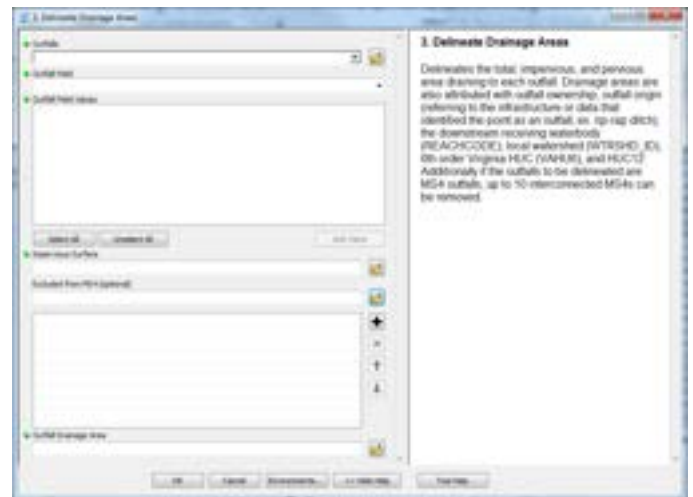 3. Delineate Drainage Areas
Outfalls
Outfall Field
Outfall Field Values
Select All
Unselect All
Add Value
Impervious Surface
Excluded from MS4 (optional)
Outfall Drainage Area
OK
Cancel
Environments...
<< Hide Help
Tool Help
3. Delineate Drainage Areas
Delineates the total, impervious, and pervious
area draining to each outfall. Drainage areas are
also attributed with outfall ownership, outfall origin
(referring to the infrastructure or data that
identified the point as an outfall, ex. rip-rap ditch),
the downstream receiving waterbody
(REACHCODE), local watershed (WTRSHD_ID),
6th order Virginia HUC (VAHU6), and HUC12.
Additionally if the outfalls to be delineated are
MS4 outfalls, up to 10 interconnected MS4s can
be removed.